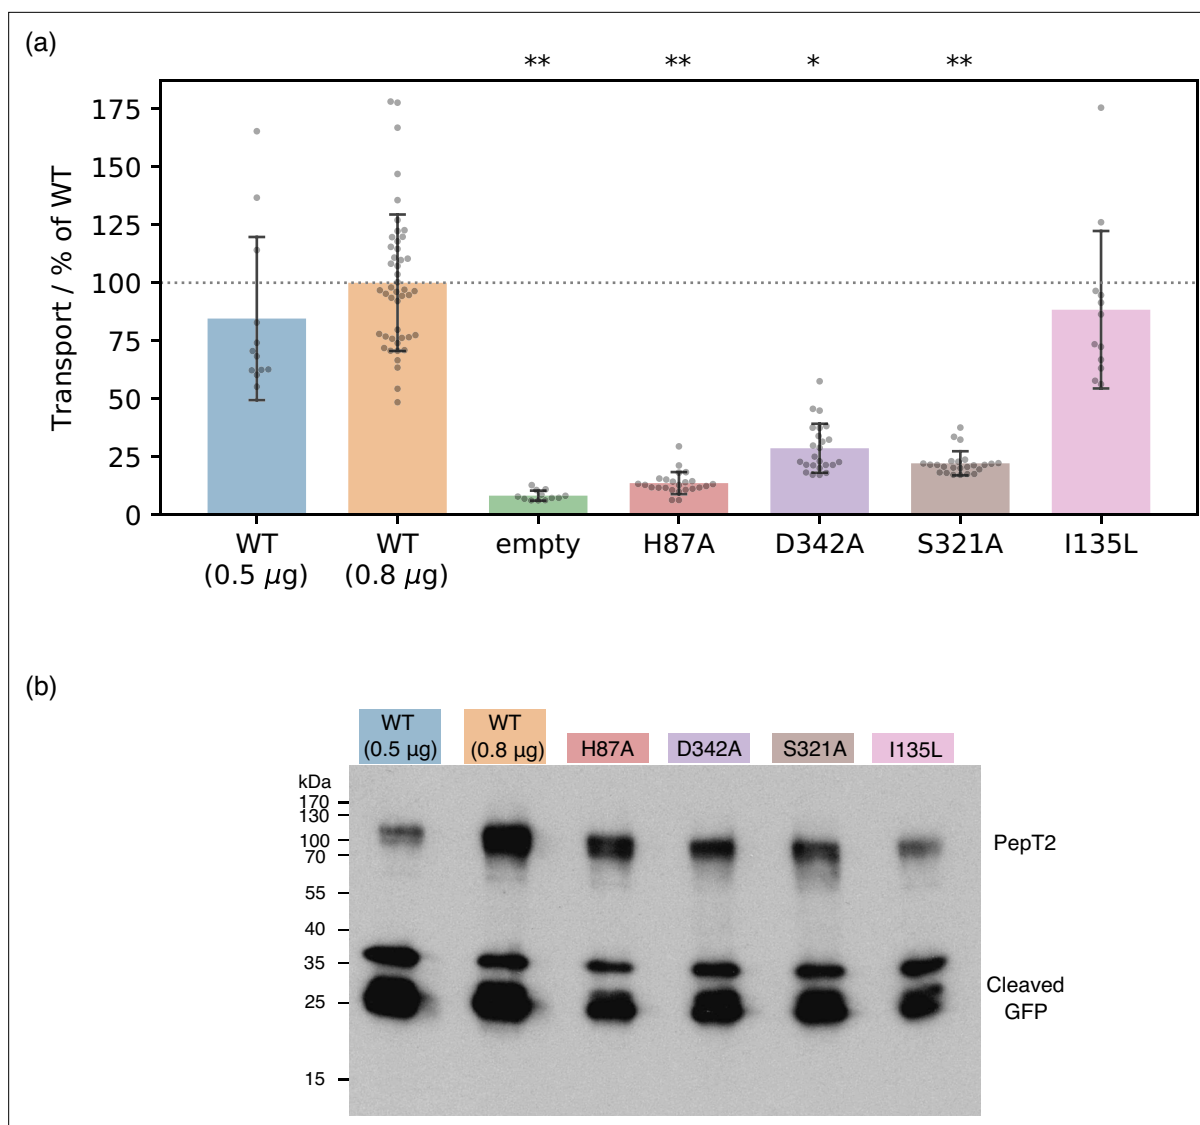 (a)
** ** * **
175
150
125
100
75
50
25
0
Transport / % of WT
WT
(0.5 μg)
WT
(0.8 μg)
empty
H87A
D342A
S321A
I135L
(b)
WT
(0.5 μg)
WT
(0.8 μg)
H87A
D342A
S321A
I135L
kDa
170
130
100
70
55
40
35
25
15
PepT2
Cleaved
GFP